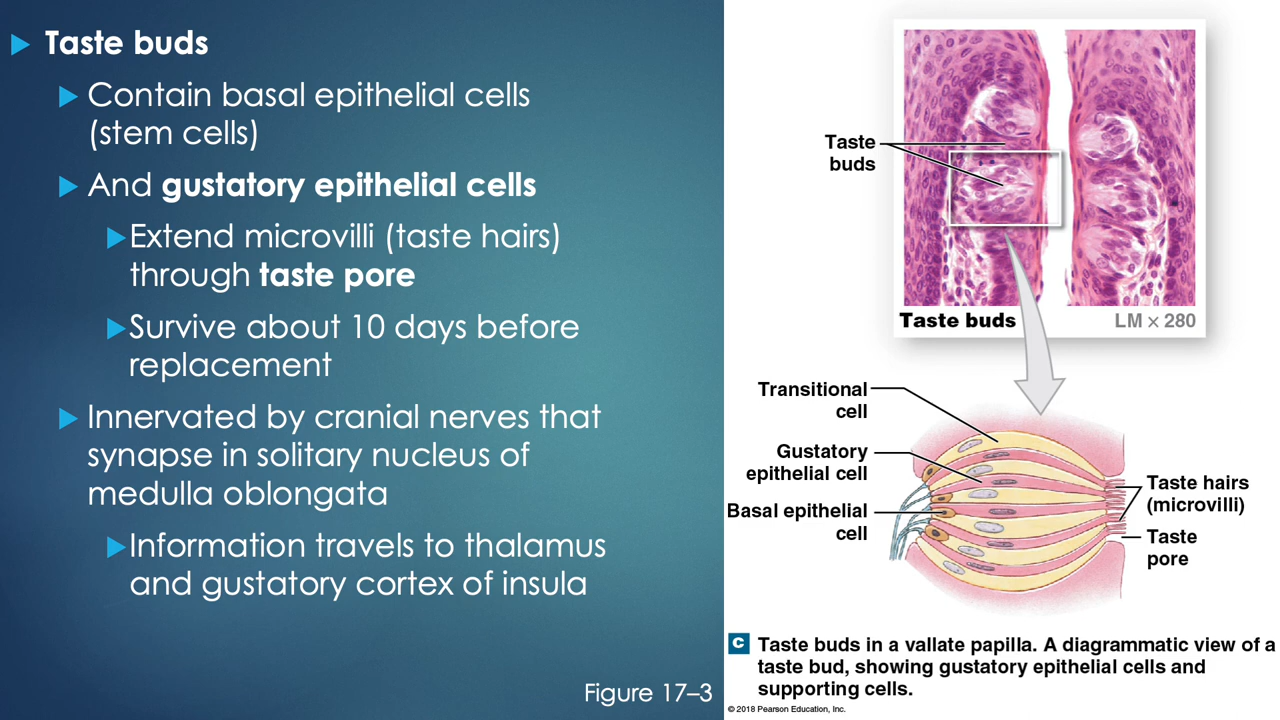 Taste buds
Contain basal epithelial cells
(stem cells)
And gustatory epithelial cells
Extend microvilli (taste hairs)
through taste pore
Survive about 10 days before
replacement
Innervated by cranial nerves that
synapse in solitary nucleus of
medulla oblongata
Information travels to thalamus
and gustatory cortex of insula
Figure 17–3
Taste
buds
Taste buds
LM × 280
Transitional
cell
Gustatory
epithelial cell
Basal epithelial
cell
Taste hairs
(microvilli)
Taste
pore
C Taste buds in a vallate papilla. A diagrammatic view of a
taste bud, showing gustatory epithelial cells and
supporting cells.
© 2018 Pearson Education, Inc.